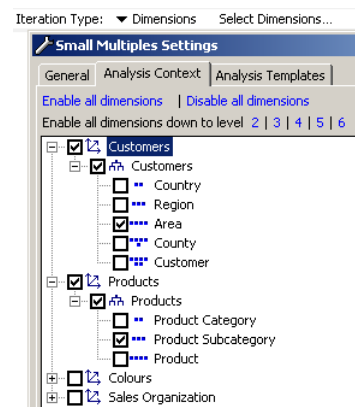 Iteration Type: ▼ Dimensions Select Dimensions...
Small Multiples Settings
General Analysis Context Analysis Templates
Enable all dimensions | Disable all dimensions
Enable all dimensions down to level 2 | 3 | 4 | 5 | 6
Customers
Customers
Country
Region
Area
County
Customer
Products
Products
Product Category
Product Subcategory
Product
Colours
Sales Organization